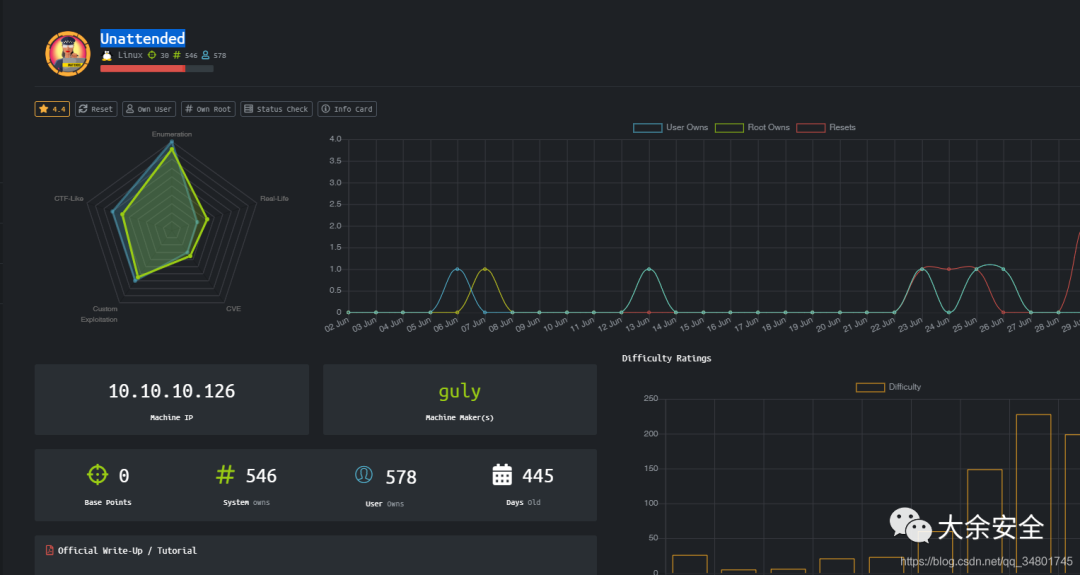 Unattended
Linux 30 # 546 578
4.4 Reset Own User # Own Root Status Check Info Card
User Owns Root Owns Resets
Enumeration
CTF-Like
Real-Life
Custom
Exploitation
CVE
4.0
3.5
3.0
2.5
2.0
1.5
1.0
0.5
0
02 Jun 03 Jun 04 Jun 05 Jun 06 Jun 07 Jun 08 Jun 09 Jun 10 Jun 11 Jun 12 Jun 13 Jun 14 Jun 15 Jun 16 Jun 17 Jun 18 Jun 19 Jun 20 Jun 21 Jun 22 Jun 23 Jun 24 Jun 25 Jun 26 Jun 27 Jun 28 Jun
10.10.10.126
Machine IP
guly
Machine Maker(s)
0
Base Points
# 546
System Owns
578
User Owns
445
Days Old
Official Write-Up / Tutorial
Difficulty Ratings
Difficulty
250
200
150
100
50
0
大余安全
https://blog.csdn.net/qq_34801745